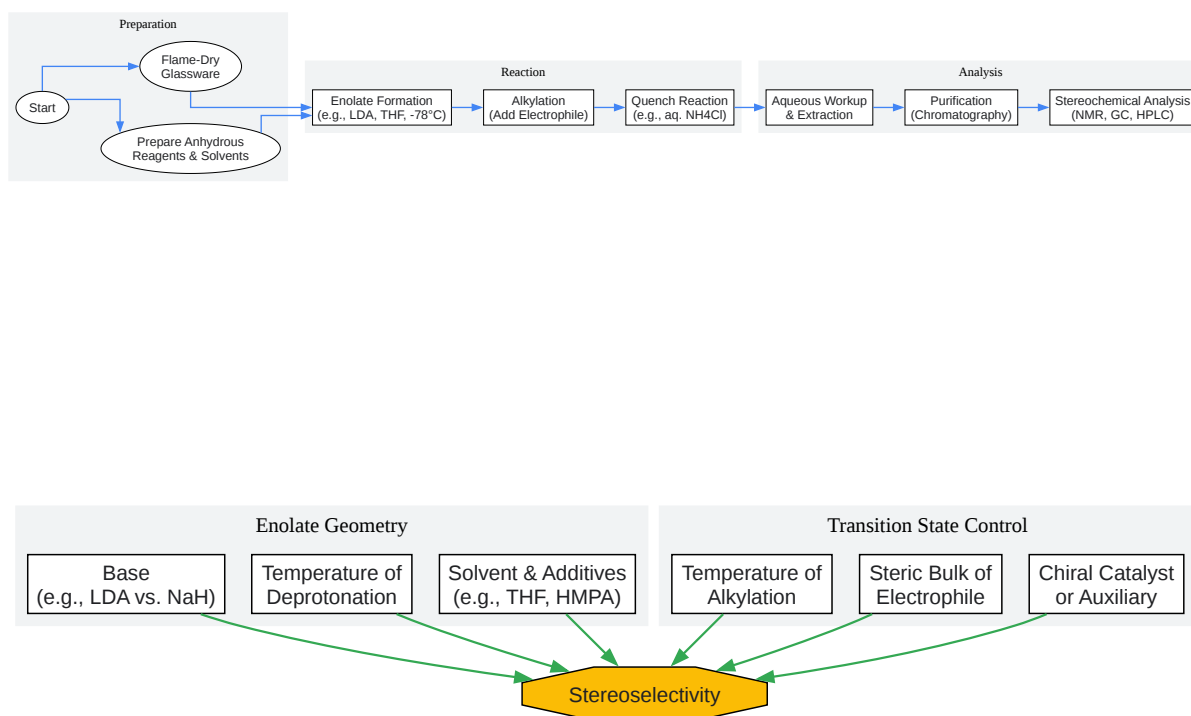 Preparation
Start
Flame-Dry
Glassware
Prepare Anhydrous
Reagents & Solvents
Reaction
Enolate Formation
(e.g., LDA, THF, -78°C)
Alkylation
(Add Electrophile)
Quench Reaction
(e.g., aq. NH4Cl)
Analysis
Aqueous Workup
& Extraction
Purification
(Chromatography)
Stereochemical Analysis
(NMR, GC, HPLC)
Enolate Geometry
Base
(e.g., LDA vs. NaH)
Temperature of
Deprotonation
Solvent & Additives
(e.g., THF, HMPA)
Transition State Control
Temperature of
Alkylation
Steric Bulk of
Electrophile
Chiral Catalyst
or Auxiliary
Stereoselectivity